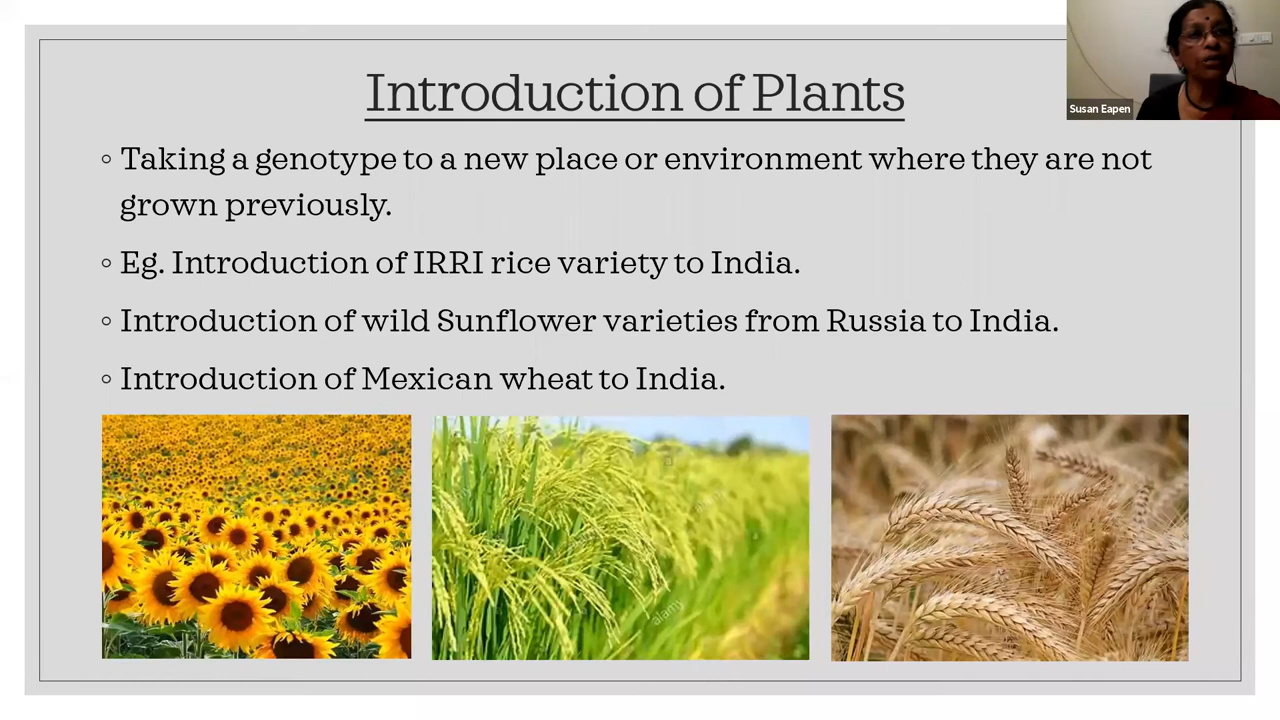 Introduction of Plants
Susan Eapen
◦ Taking a genotype to a new place or environment where they are not
grown previously.
◦ Eg. Introduction of IRRI rice variety to India.
◦ Introduction of wild Sunflower varieties from Russia to India.
◦ Introduction of Mexican wheat to India.
alamy
alamy